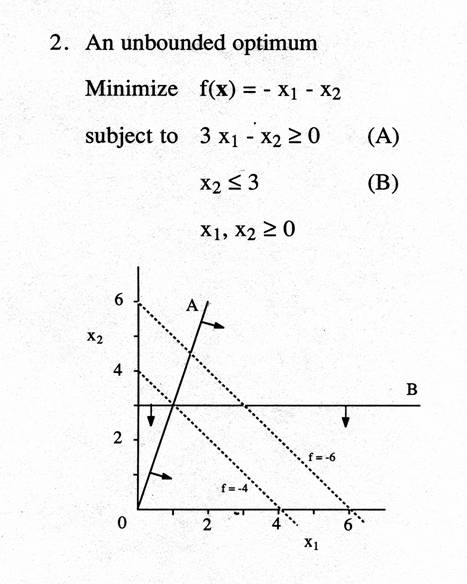 2. An unbounded optimum
Minimize f(x) = - x1 - x2
subject to 3 x1 - x2 ≥ 0 (A)
x2 ≤ 3 (B)
x1, x2 ≥ 0
6
A
x2
4
B
2
f = -6
f = -4
0
2
4
6
x1